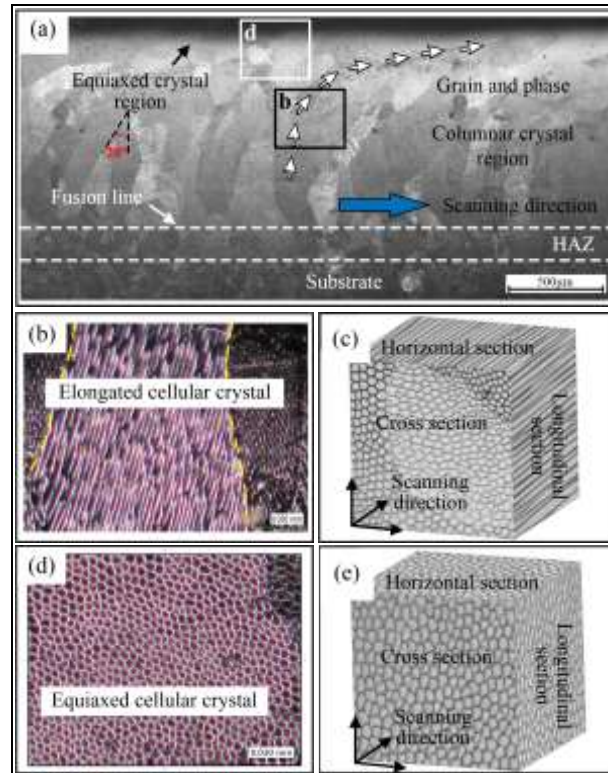 (a)
d
Equiaxed crystal
region
b
Grain and phase
Columnar crystal
region
Fusion line
Scanning direction
HAZ
Substrate
500μm
(b)
Elongated cellular crystal
(c)
Horizontal section
Cross section
Longitudinal
section
Scanning
direction
(d)
Equiaxed cellular crystal
(e)
Horizontal section
Cross section
Longitudinal
section
Scanning
direction